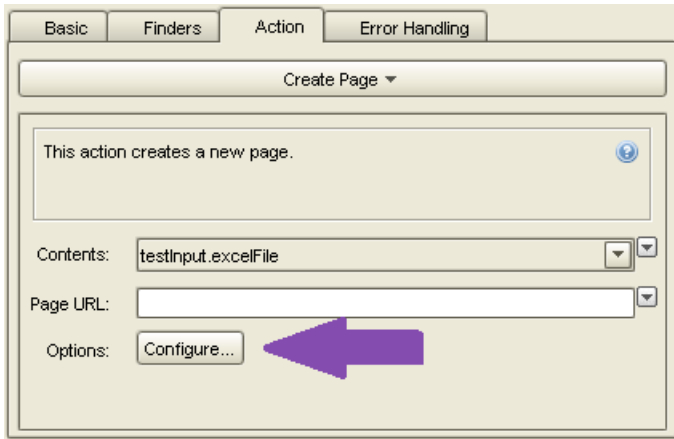 Basic Finders Action Error Handling
Create Page
This action creates a new page.
Contents: testInput.excelFile
Page URL:
Options: Configure...